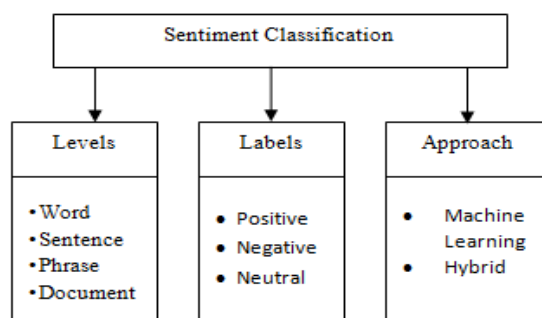 Sentiment Classification
Levels
• Word
• Sentence
• Phrase
• Document
Labels
• Positive
• Negative
• Neutral
Approach
• Machine
Learning
• Hybrid